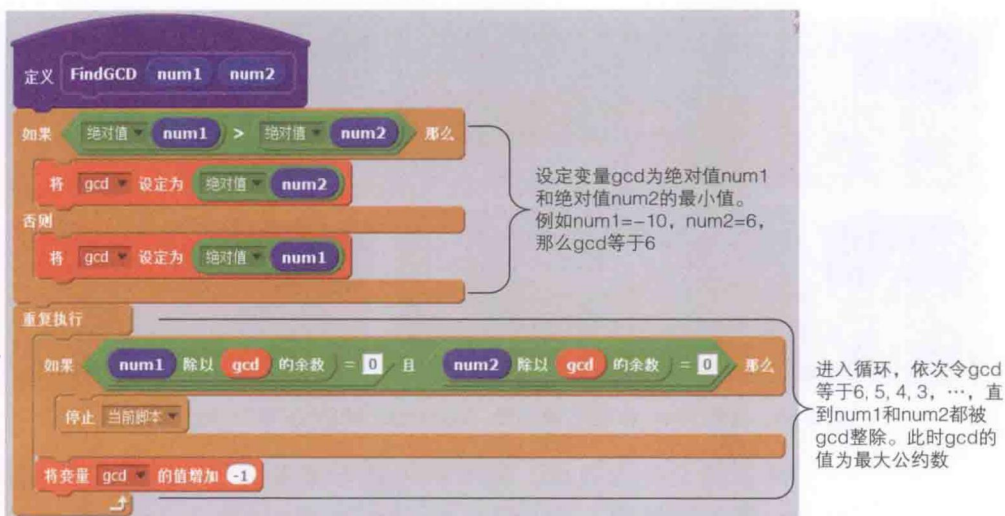 定义 FindGCD num1 num2
如果 绝对值 num1 > 绝对值 num2 那么
将 gcd 设定为 绝对值 num2
否则
将 gcd 设定为 绝对值 num1
设定变量gcd为绝对值num1
和绝对值num2的最小值。
例如num1=-10，num2=6，
那么gcd等于6
重复执行
如果 num1 除以 gcd 的余数 = 0 且 num2 除以 gcd 的余数 = 0 那么
停止 当前脚本
将变量 gcd 的值增加 -1
进入循环，依次令gcd
等于6, 5, 4, 3，…，直
到num1和num2都被
gcd整除。此时gcd的
值为最大公约数